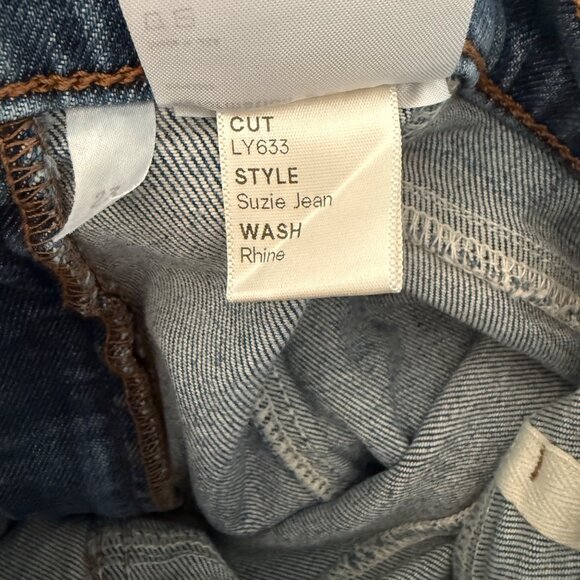 CUT
LY633
STYLE
Suzie Jean
WASH
Rhine